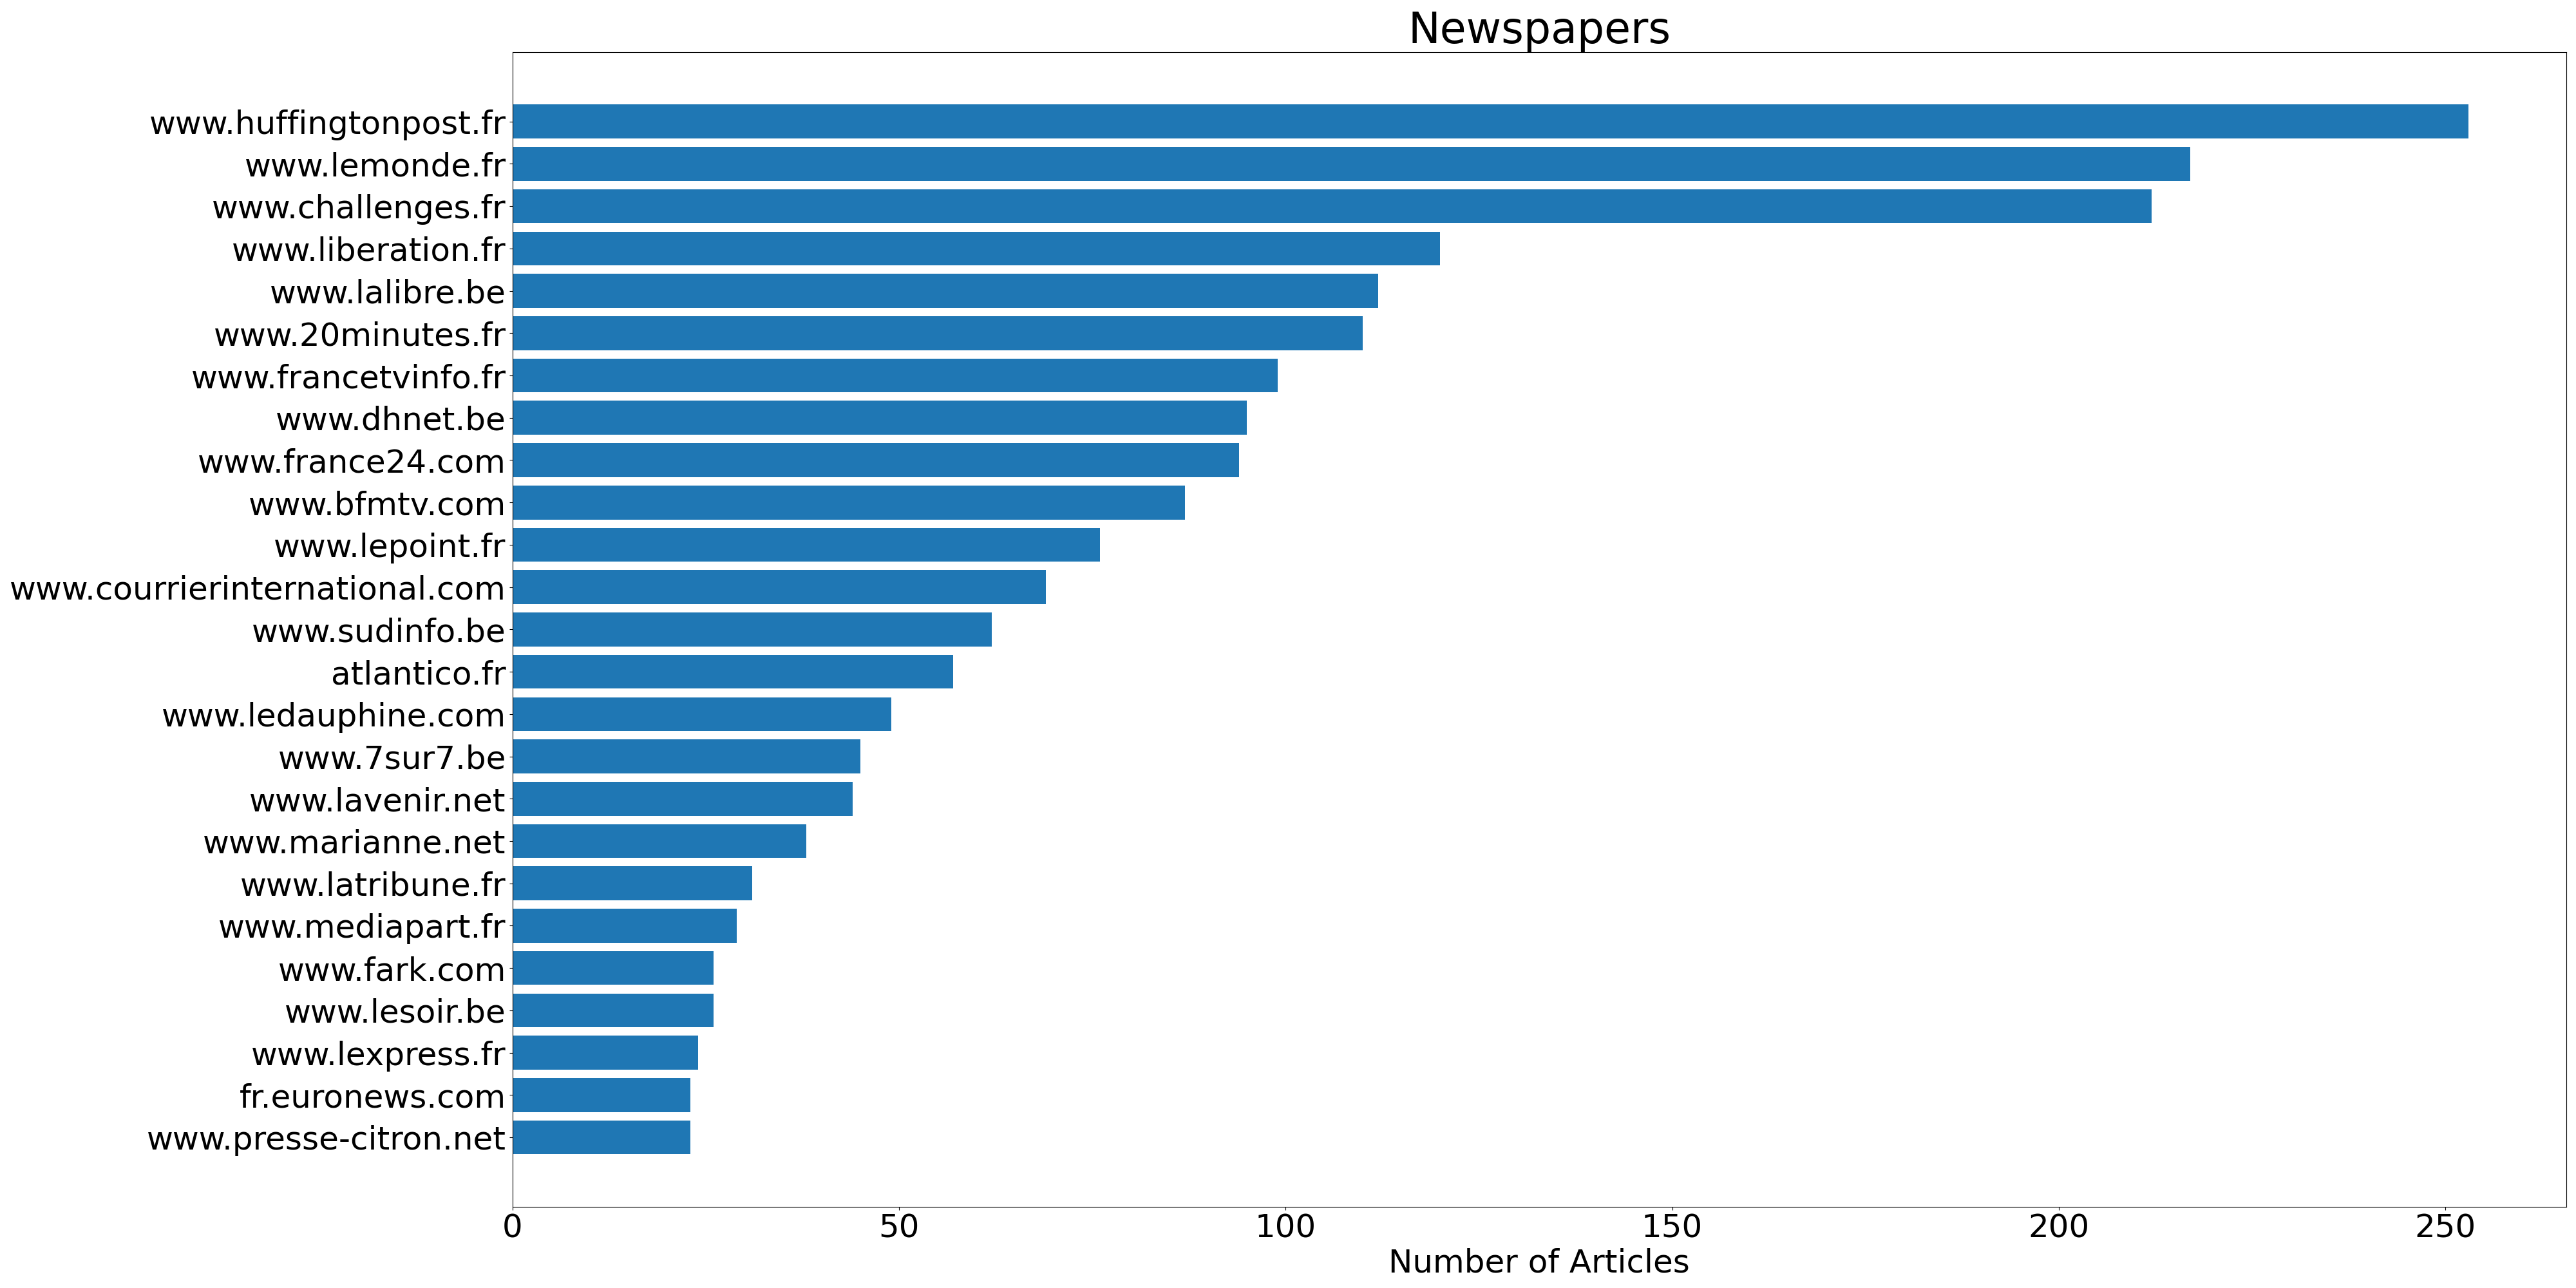 Newspapers
www.huffingtonpost.fr
www.lemonde.fr
www.challenges.fr
www.liberation.fr
www.lalibre.be
www.20minutes.fr
www.francetvinfo.fr
www.dhnet.be
www.france24.com
www.bfmtv.com
www.lepoint.fr
www.courrierinternational.com
www.sudinfo.be
atlantico.fr
www.ledauphine.com
www.7sur7.be
www.lavenir.net
www.marianne.net
www.latribune.fr
www.mediapart.fr
www.fark.com
www.lesoir.be
www.lexpress.fr
fr.euronews.com
www.presse-citron.net
0 50 100 150 200 250
Number of Articles